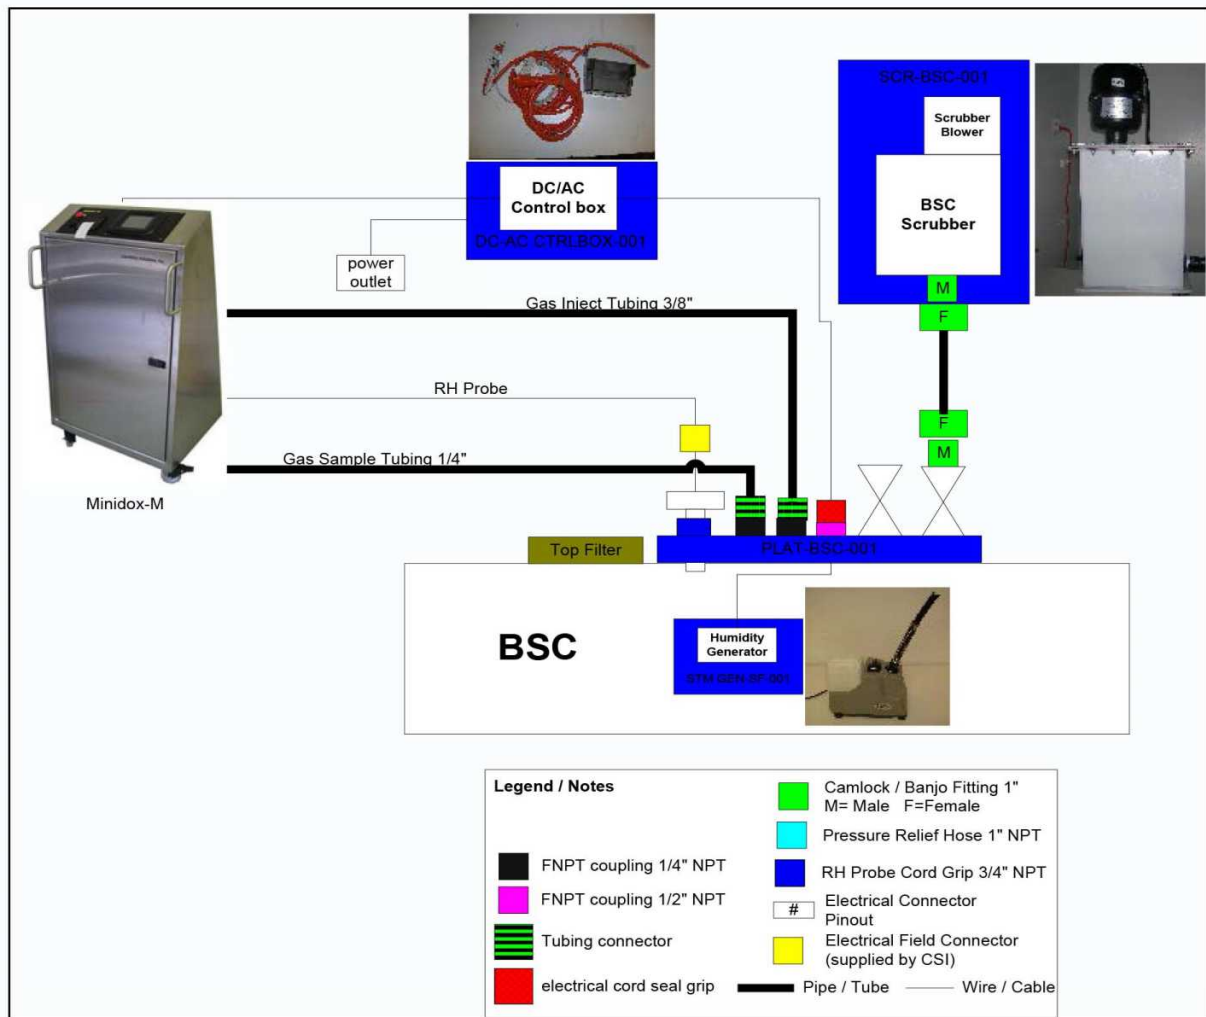 SCR-BSC-001
Scrubber
Blower
BSC
Scrubber
M
F
F
M
DC/AC
Control box
DC-AC CTRLBOX-001
power
outlet
Gas Inject Tubing 3/8"
RH Probe
Gas Sample Tubing 1/4"
Minidox-M
Top Filter
PLAT-BSC-001
BSC
Humidity
Generator
STM GEN-SF-001
Legend / Notes
FNPT coupling 1/4" NPT
FNPT coupling 1/2" NPT
Tubing connector
electrical cord seal grip
Camlock / Banjo Fitting 1"
M= Male F=Female
Pressure Relief Hose 1" NPT
RH Probe Cord Grip 3/4" NPT
# Electrical Connector
Pinout
Electrical Field Connector
(supplied by CSI)
Pipe / Tube
Wire / Cable